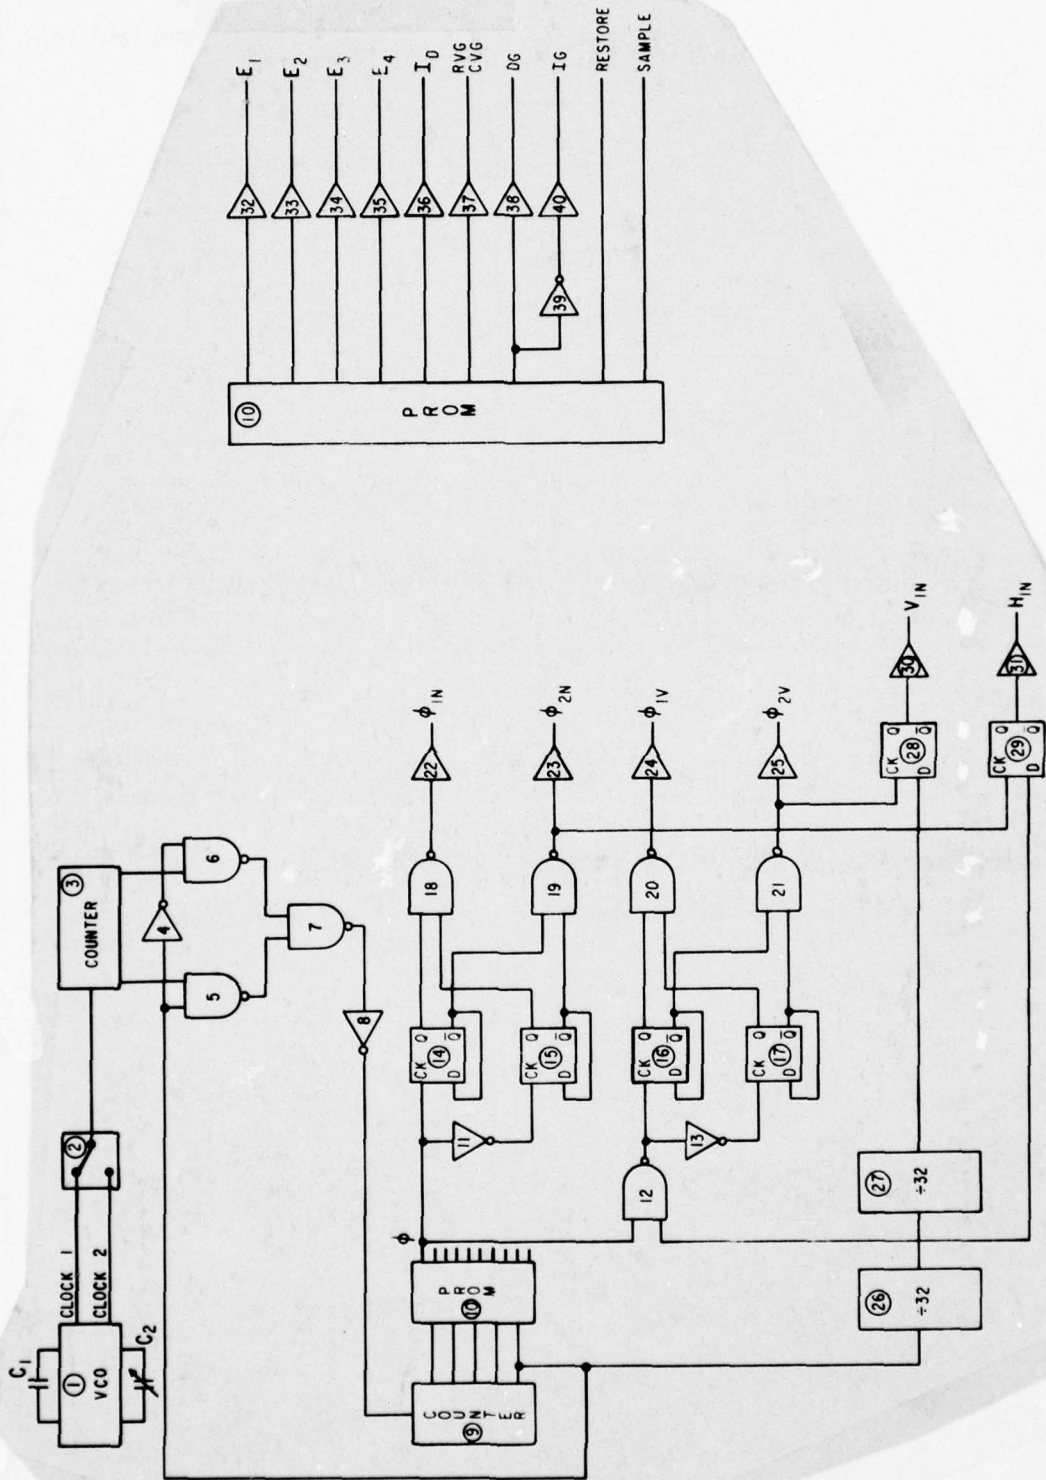 C₁
① VCO
C₂
CLOCK 1
CLOCK 2
②
③ COUNTER
4
5
6
7
8
⑨ COUNTER
⑩ PROM
ϕ
11
12
13
CK Q ⑭ D Q̅
CK Q ⑮ D Q̅
CK Q ⑯ D Q̅
CK Q ⑰ D Q̅
18
19
20
21
22 ϕ1N
23 ϕ2N
24 ϕ1V
25 ϕ2V
㉖ ÷32
㉗ ÷32
CK Q ㉘ D Q̅
CK Q ㉙ D Q̅
30 VIN
31 HIN
⑩ PROM
32 E₁
33 E₂
34 E₃
35 E₄
36 ID
37 RVG CVG
38 DG
39
40 IG
RESTORE
SAMPLE